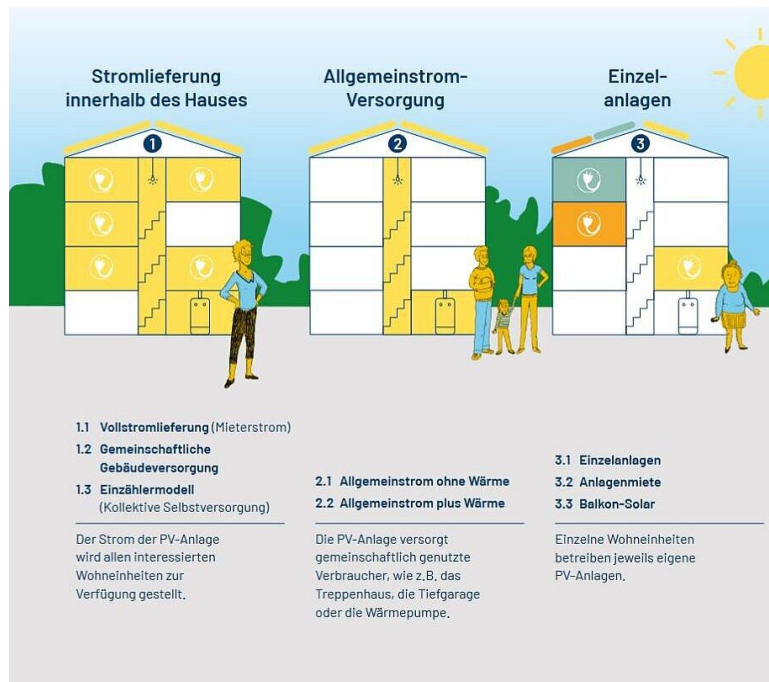 Stromlieferung
innerhalb des Hauses
1
1.1 Vollstromlieferung (Mieterstrom)
1.2 Gemeinschaftliche
Gebäudeversorgung
1.3 Einzählermodell
(Kollektive Selbstversorgung)
Der Strom der PV-Anlage
wird allen interessierten
Wohneinheiten zur
Verfügung gestellt.
Allgemeinstrom-
Versorgung
2
2.1 Allgemeinstrom ohne Wärme
2.2 Allgemeinstrom plus Wärme
Die PV-Anlage versorgt
gemeinschaftlich genutzte
Verbraucher, wie z.B. das
Treppenhaus, die Tiefgarage
oder die Wärmepumpe.
Einzel-
anlagen
3
3.1 Einzelanlagen
3.2 Anlagenmiete
3.3 Balkon-Solar
Einzelne Wohneinheiten
betreiben jeweils eigene
PV-Anlagen.